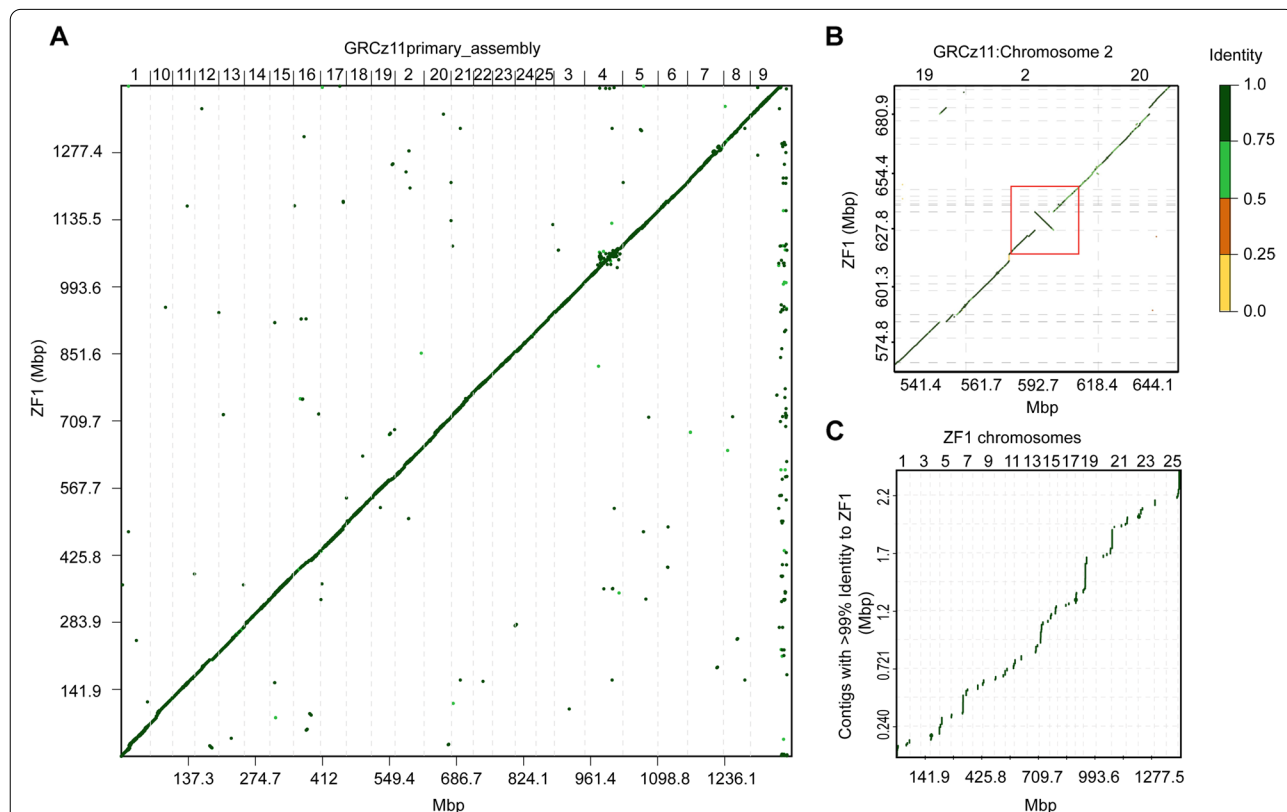 A
GRCz11primary_assembly
1 10 11 12 13 14 15 16 17 18 19 2 20 21 22 23 24 25 3 4 5 6 7 8 9
ZF1 (Mbp)
1277.4
1135.5
993.6
851.6
709.7
567.7
425.8
283.9
141.9
137.3 274.7 412 549.4 686.7 824.1 961.4 1098.8 1236.1
Mbp
B
GRCz11:Chromosome 2
19 2 20
ZF1 (Mbp)
680.9
654.4
627.8
601.3
574.8
541.4 561.7 592.7 618.4 644.1
Mbp
Identity
1.0
0.75
0.5
0.25
0.0
C
ZF1 chromosomes
1 3 5 7 9 11 13 15 17 19 21 23 25
Contigs with >99% Identity to ZF1
(Mbp)
2.2
1.7
1.2
0.721
0.240
141.9 425.8 709.7 993.6 1277.5
Mbp